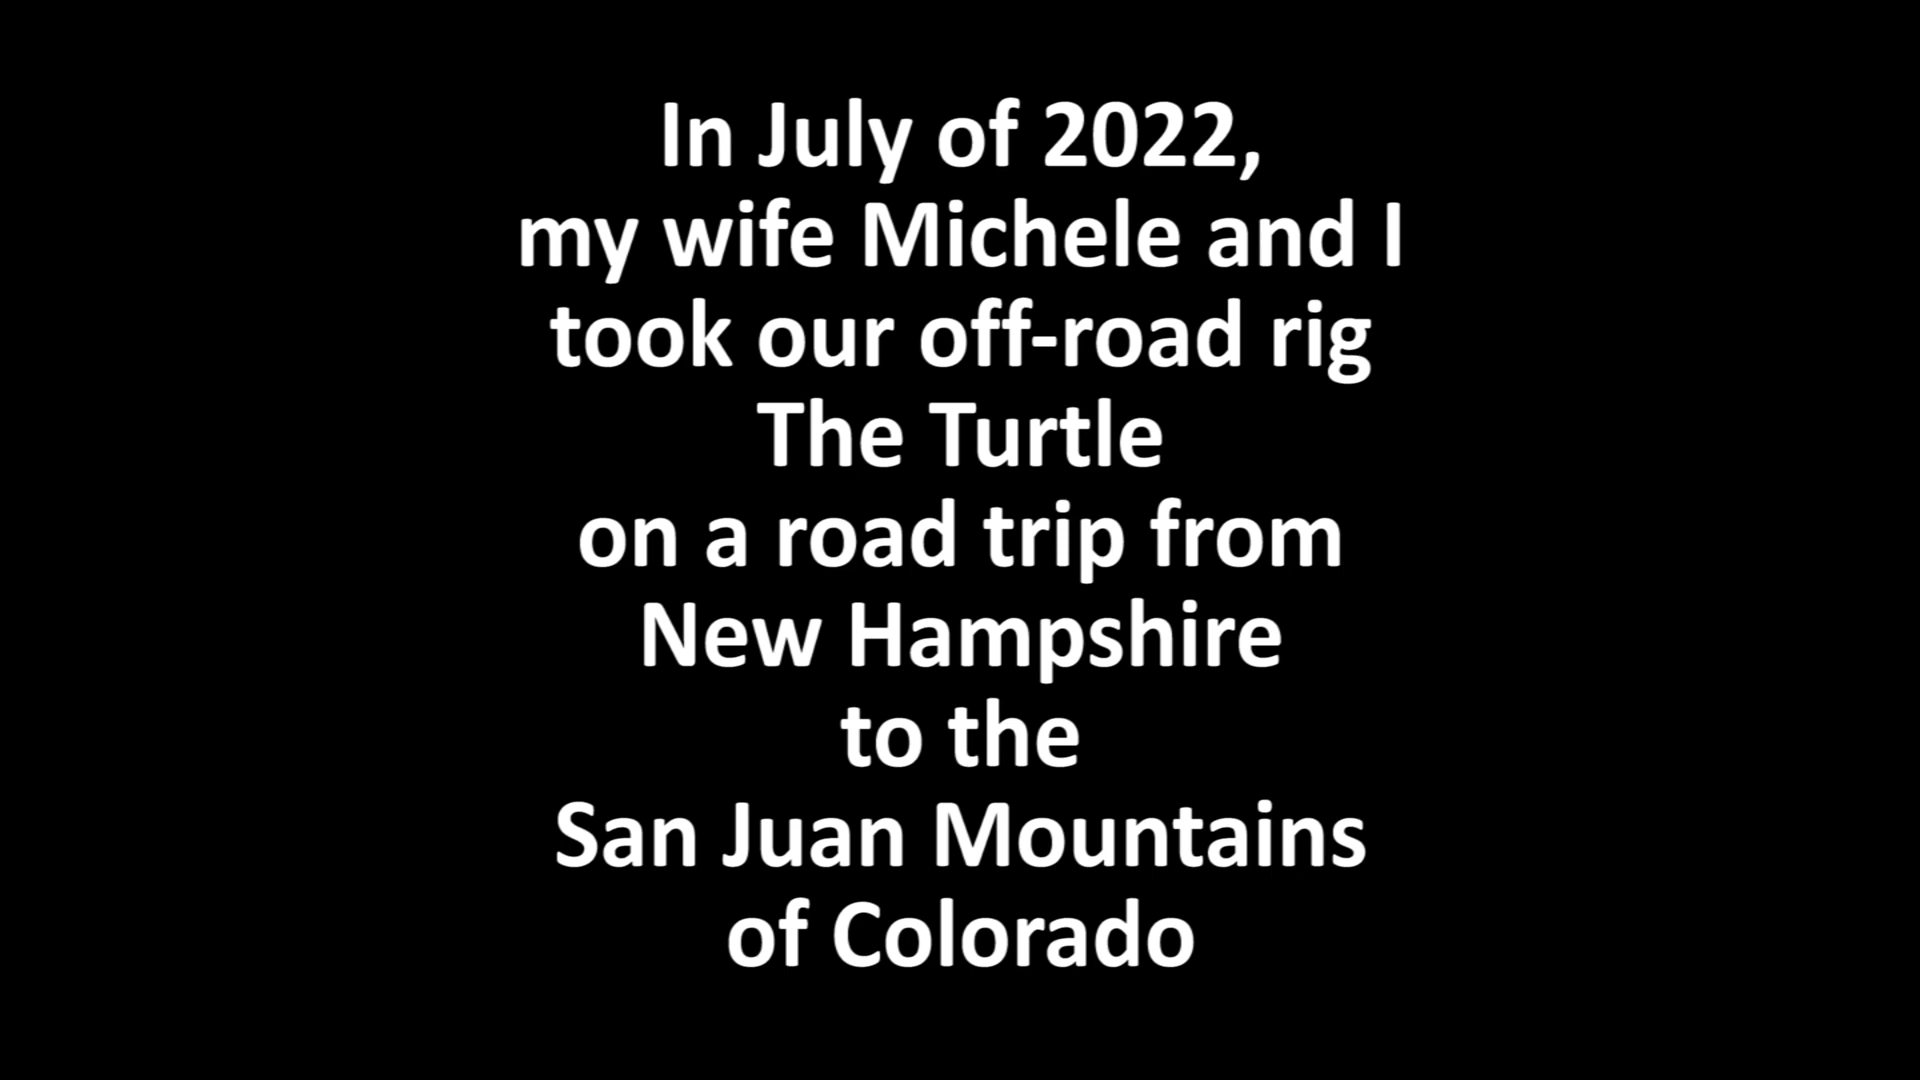 In July of 2022,
my wife Michele and I
took our off-road rig
The Turtle
on a road trip from
New Hampshire
to the
San Juan Mountains
of Colorado